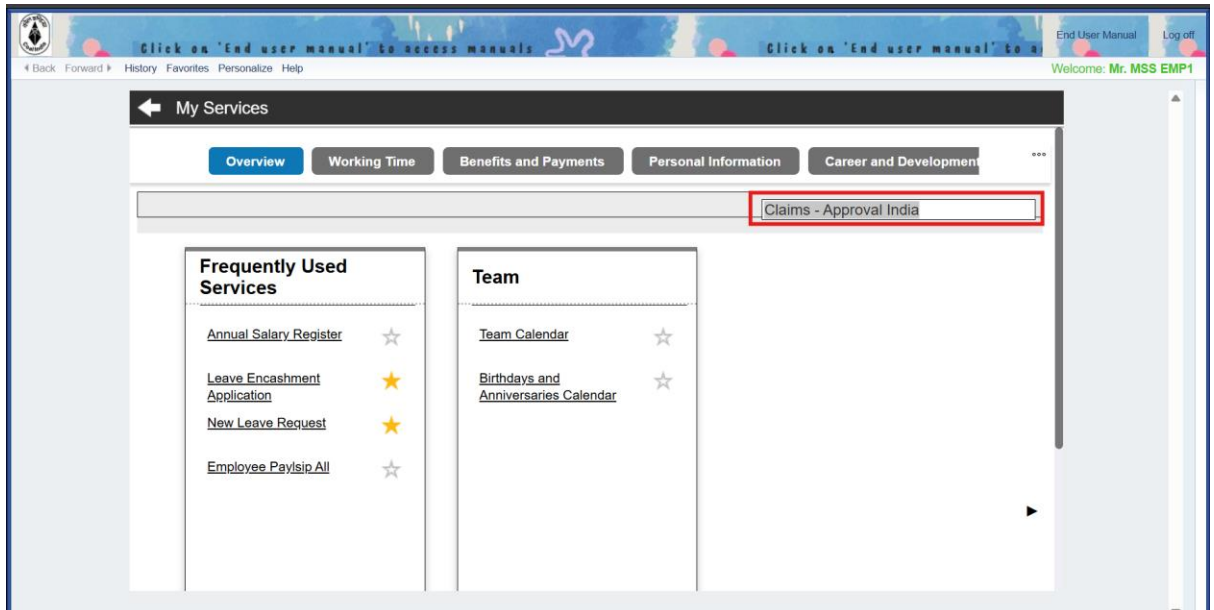 Click on 'End user manual' to access manuals
Click on 'End user manual' to a
End User Manual Log off
Back Forward History Favorites Personalize Help
Welcome: Mr. MSS EMP1
My Services
Overview Working Time Benefits and Payments Personal Information Career and Development
Claims - Approval India
Frequently Used
Services
Annual Salary Register
Leave Encashment
Application
New Leave Request
Employee Paylsip All
Team
Team Calendar
Birthdays and
Anniversaries Calendar